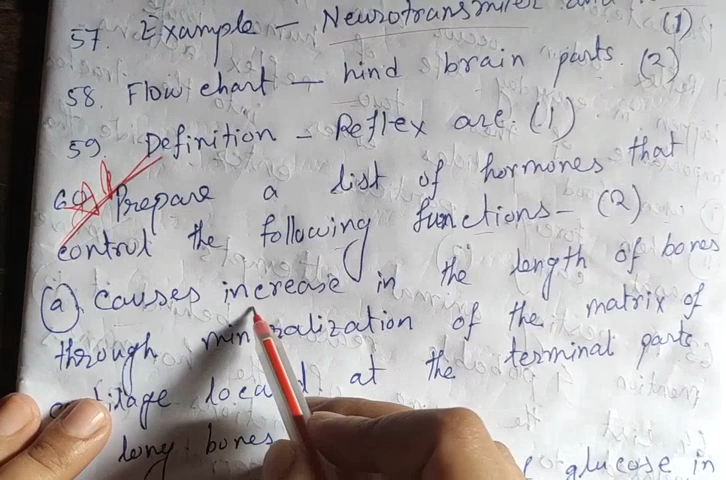 57. Example - Neurotransmitter and
(1)
58. Flow chart - hind brain parts. (2)
59 Definition - Reflex arc. (1)
60 Prepare a list of hormones that
control the following functions - (2)
(a) causes increase in the length of bones
through mineralization of the matrix of
located at the terminal parts
long bones
glucose in